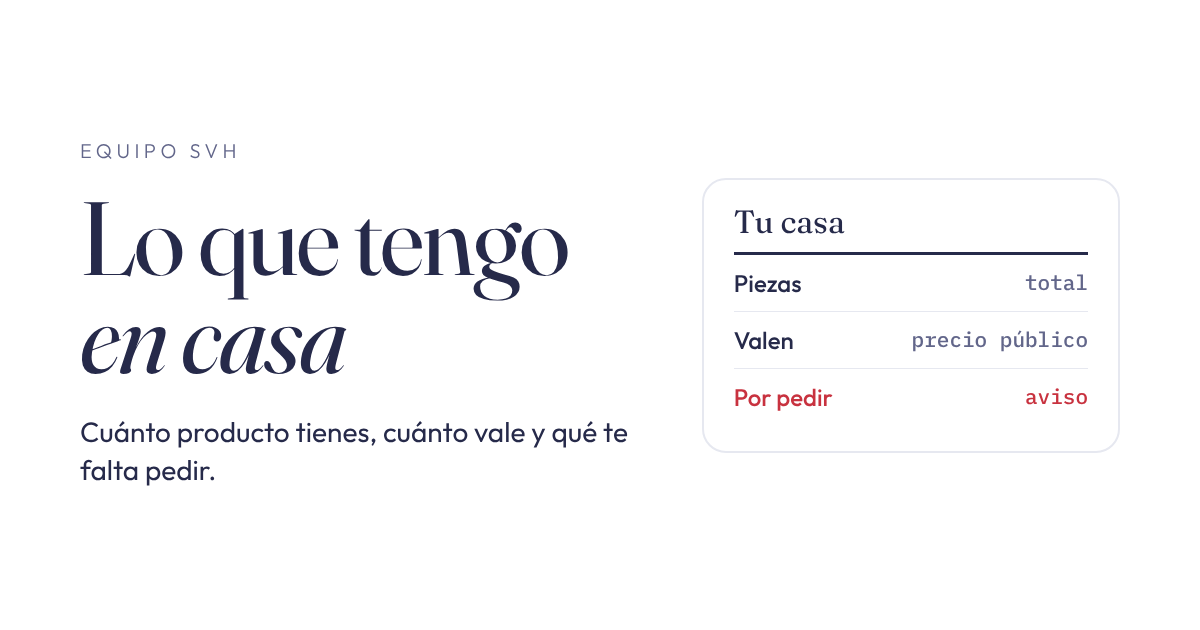 EQUIPO SVH
Lo que tengo
en casa
Cuánto producto tienes, cuánto vale y qué te
falta pedir.
Tu casa
Piezas total
Valen precio público
Por pedir aviso